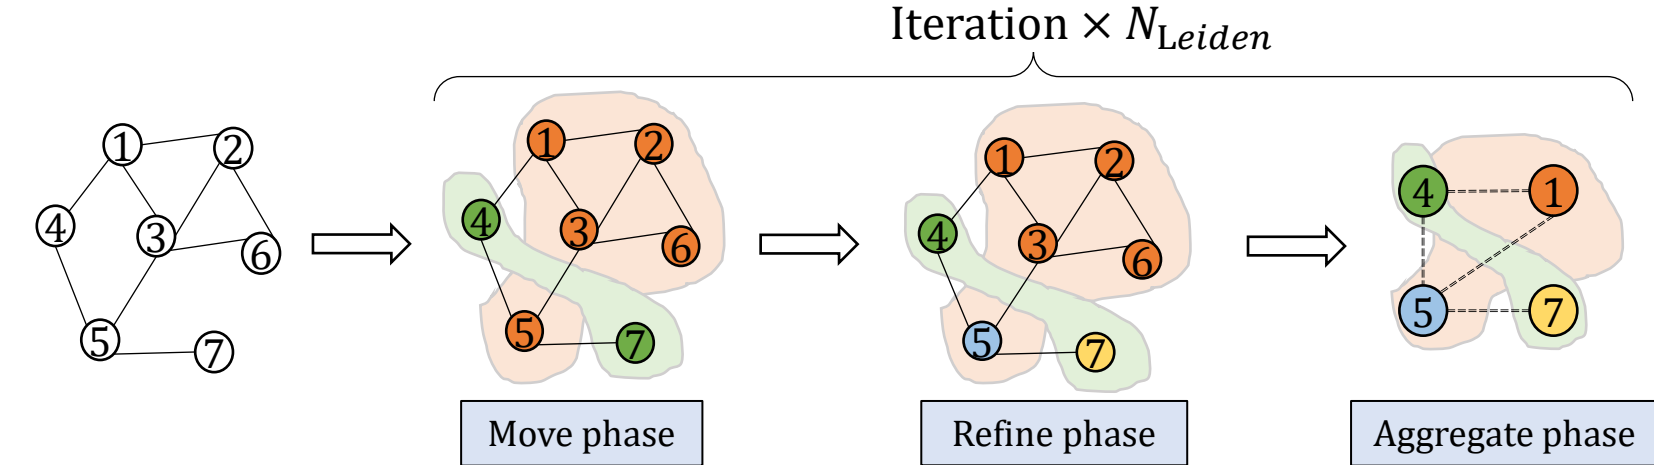 Iteration × N_Leiden
1 2 3 4 5 6 7
1 2 3 4 5 6 7
1 2 3 4 5 6 7
4 1 5 7
Move phase
Refine phase
Aggregate phase